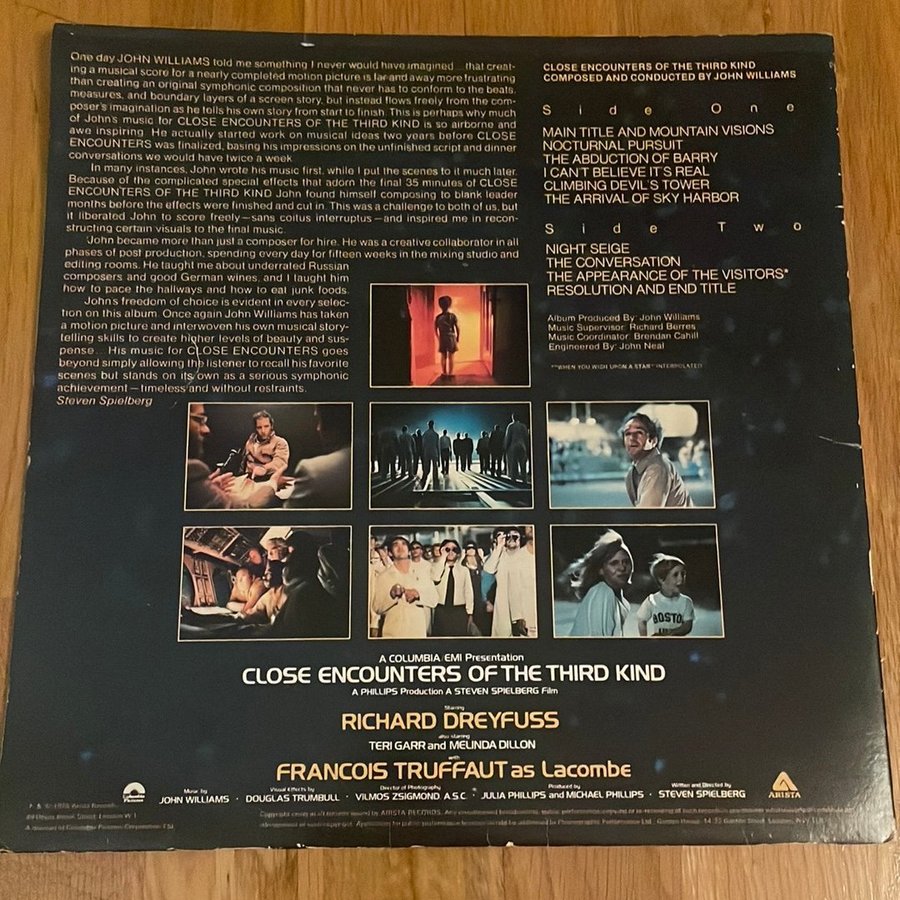 One day JOHN WILLIAMS told me something I never would have imagined ... that creat-
ing a musical score for a nearly completed motion picture is far and away more frustrating
than creating an original symphonic composition that never has to conform to the beats,
measures, and boundary layers of a screen story, but instead flows freely from the com-
poser's imagination as he tells his own story from start to finish. This is perhaps why much
of John's music for CLOSE ENCOUNTERS OF THE THIRD KIND is so airborne and
awe inspiring. He actually started work on musical ideas two years before CLOSE
ENCOUNTERS was finalized, basing his impressions on the unfinished script and dinner
conversations we would have twice a week.
In many instances, John wrote his music first, while I put the scenes to it much later.
Because of the complicated special effects that adorn the final 35 minutes of CLOSE
ENCOUNTERS OF THE THIRD KIND John found himself composing to blank leader
months before the effects were finished and cut in. This was a challenge to both of us, but
it liberated John to score freely—sans coitus interruptus—and inspired me in recon-
structing certain visuals to the final music.
John became more than just a composer for hire. He was a creative collaborator in all
phases of post production, spending every day for fifteen weeks in the mixing studio and
editing rooms. He taught me about underrated Russian
composers and good German wines, and I taught him
how to pace the hallways and how to eat junk foods.
John's freedom of choice is evident in every selec-
tion on this album. Once again John Williams has taken
a motion picture and interwoven his own musical story-
telling skills to create higher levels of beauty and sus-
pense... His music for CLOSE ENCOUNTERS goes
beyond simply allowing the listener to recall his favorite
scenes but stands on its own as a serious symphonic
achievement—timeless and without restraints.
Steven Spielberg
CLOSE ENCOUNTERS OF THE THIRD KIND
COMPOSED AND CONDUCTED BY JOHN WILLIAMS
Side One
MAIN TITLE AND MOUNTAIN VISIONS
NOCTURNAL PURSUIT
THE ABDUCTION OF BARRY
I CAN'T BELIEVE IT'S REAL
CLIMBING DEVIL'S TOWER
THE ARRIVAL OF SKY HARBOR
Side Two
NIGHT SEIGE
THE CONVERSATION
THE APPEARANCE OF THE VISITORS*
RESOLUTION AND END TITLE
Album Produced By: John Williams
Music Supervisor: Richard Berres
Music Coordinator: Brendan Cahill
Engineered By: John Neal
*"WHEN YOU WISH UPON A STAR" INTERPOLATED
BOSTO
A COLUMBIA/EMI Presentation
CLOSE ENCOUNTERS OF THE THIRD KIND
A PHILLIPS Production A STEVEN SPIELBERG Film
Starring
RICHARD DREYFUSS
also starring
TERI GARR and MELINDA DILLON
with
FRANCOIS TRUFFAUT as Lacombe
Music by
JOHN WILLIAMS ·
Visual Effects by
DOUGLAS TRUMBULL ·
Director of Photography
VILMOS ZSIGMOND A.S.C. ·
Produced by
JULIA PHILLIPS and MICHAEL PHILLIPS ·
Written and Directed by
STEVEN SPIELBERG
Columbia Pictures
ARISTA